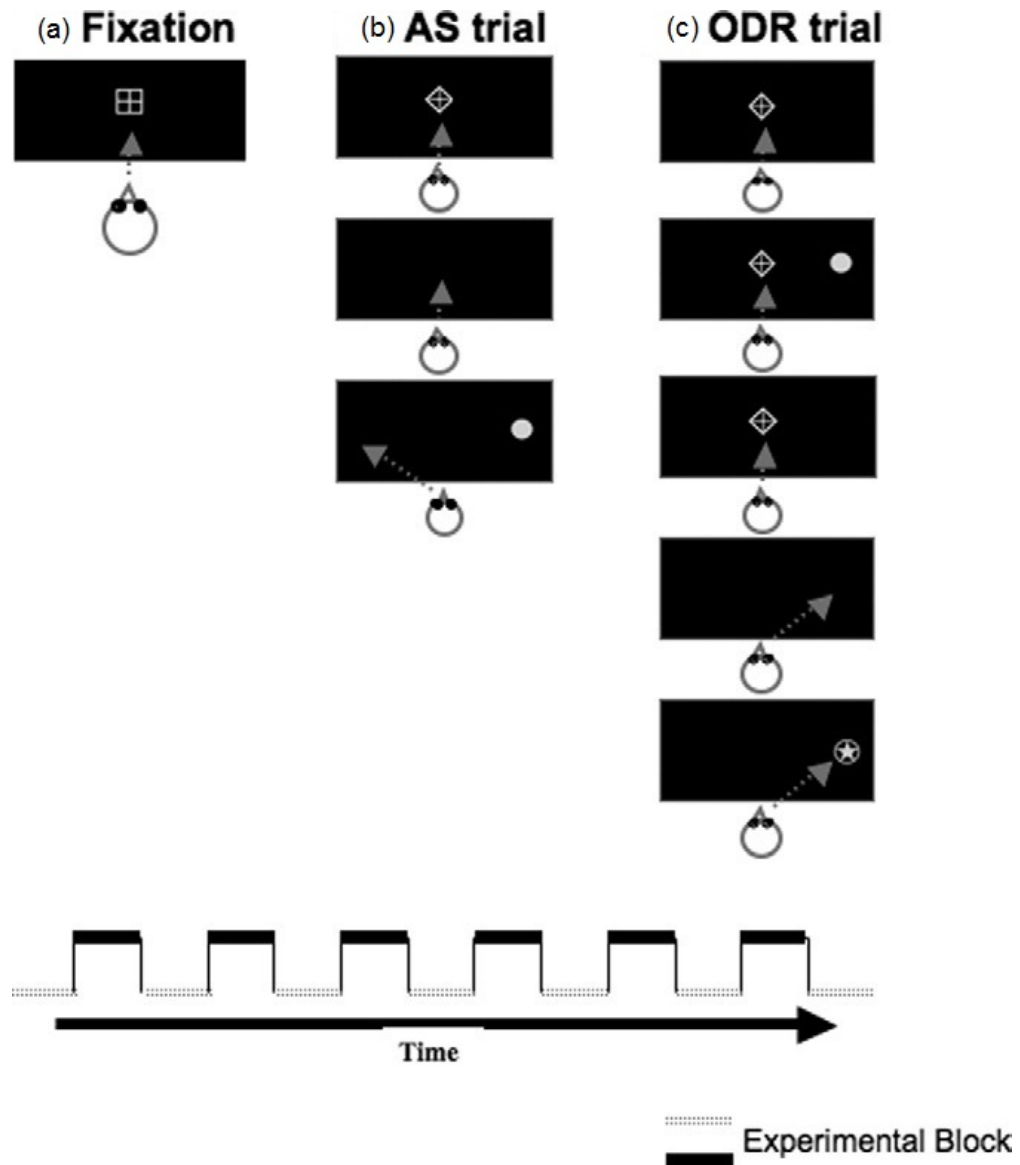 (a) Fixation
(b) AS trial
(c) ODR trial
Time
Experimental Block